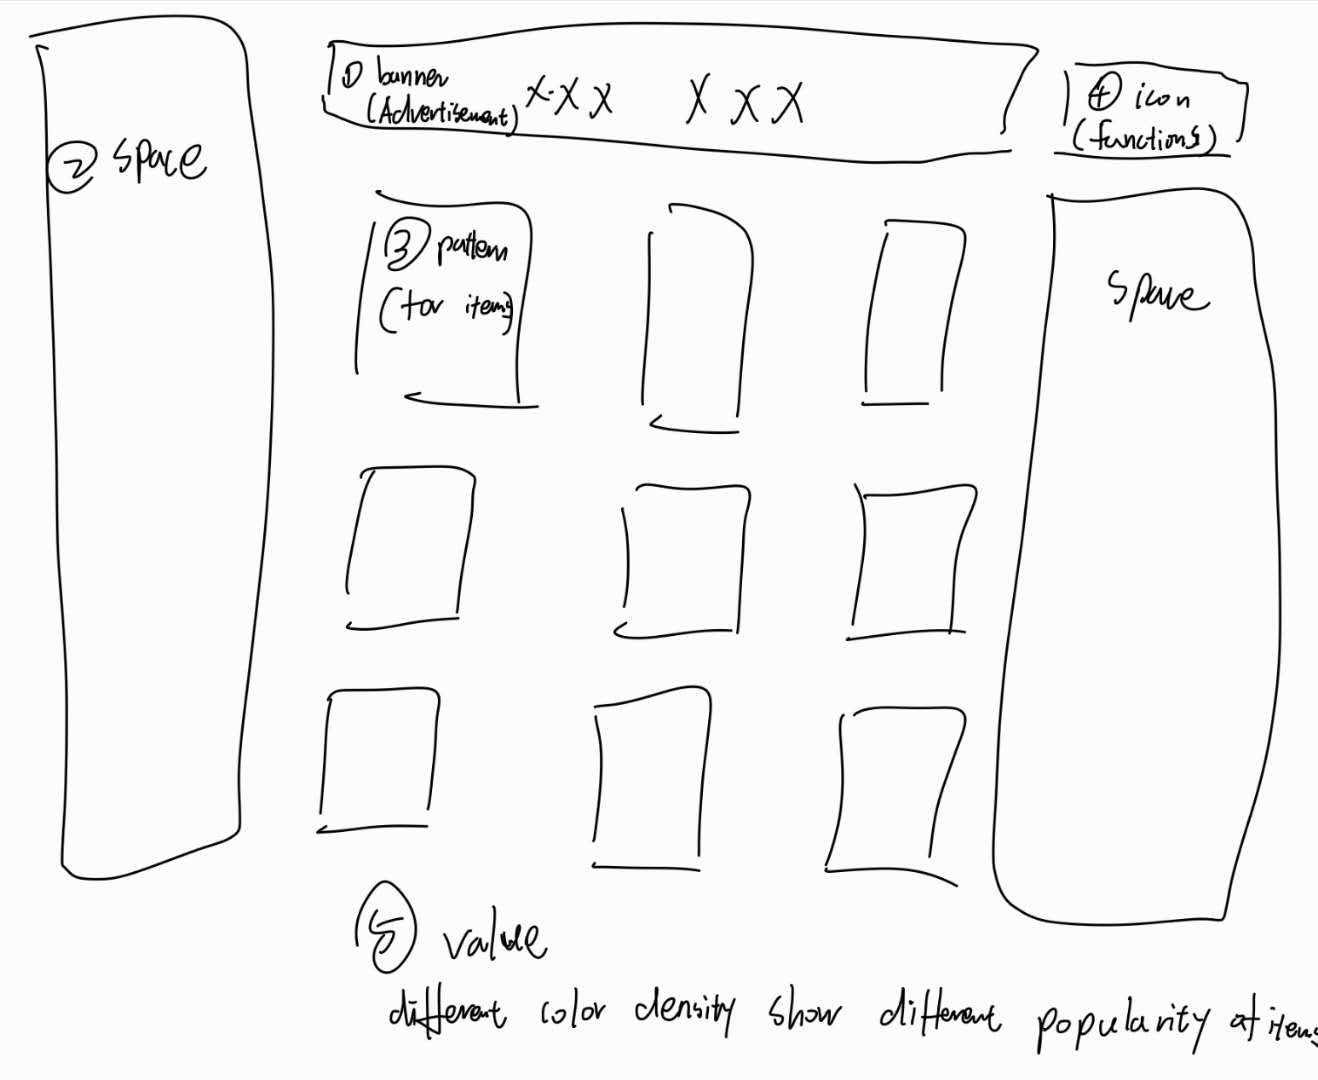 ① banner
(Advertisement) X-X X X X X
④ icon
(functions)
② space
③ pattern
(for items)
space
⑤ value
different color density show different popularity of items